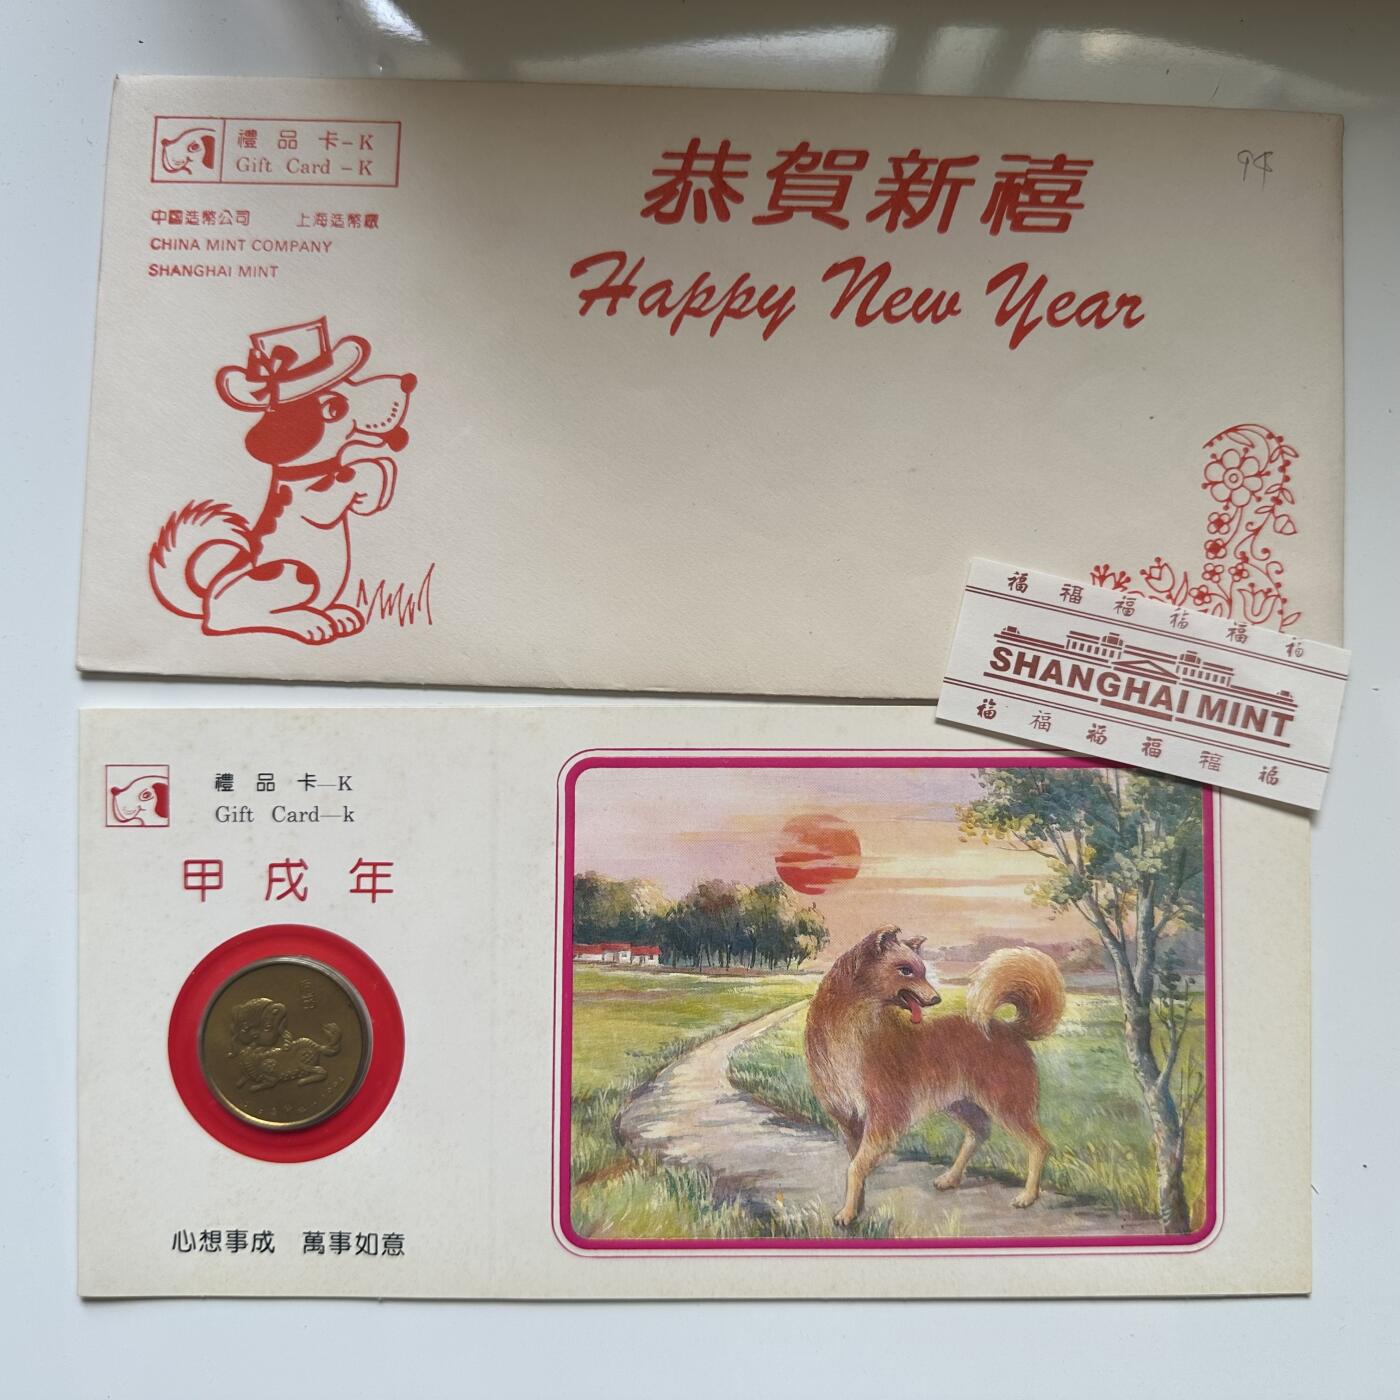 禮 品 卡-K
Gift Card -K
中国造幣公司 上海造幣廠
CHINA MINT COMPANY
SHANGHAI MINT
恭賀新禧
Happy New Year
福 福 福 福 福 福
SHANGHAI MINT
福 福 福 福 福 福
禮 品 卡—K
Gift Card—k
甲戌年
心想事成 萬事如意